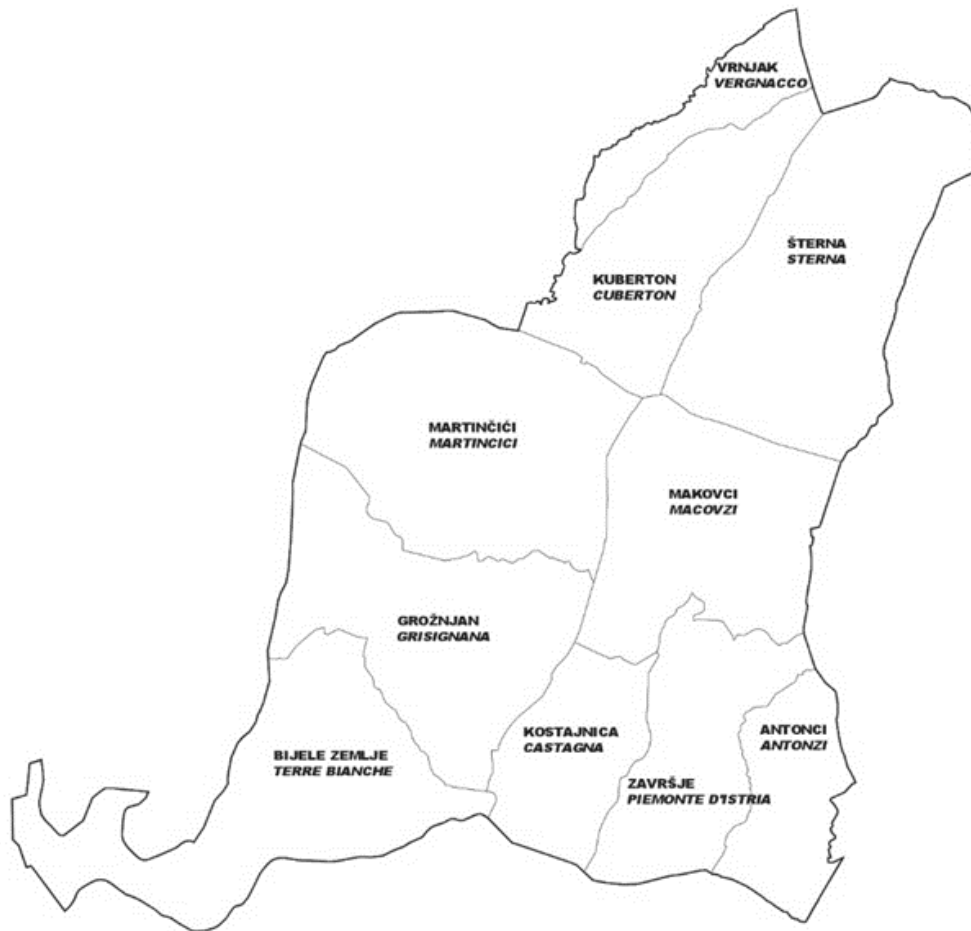 VRNJAK
VERGNACCO
ŠTERNA
STERNA
KUBERTON
CUBERTON
MARTINČIĆI
MARTINCICI
MAKOVCI
MACOVZI
GROŽNJAN
GRISIGNANA
KOSTAJNICA
CASTAGNA
ANTONCI
ANTONZI
BIJELE ZEMLJE
TERRE BIANCHE
ZAVRŠJE
PIEMONTE D'ISTRIA